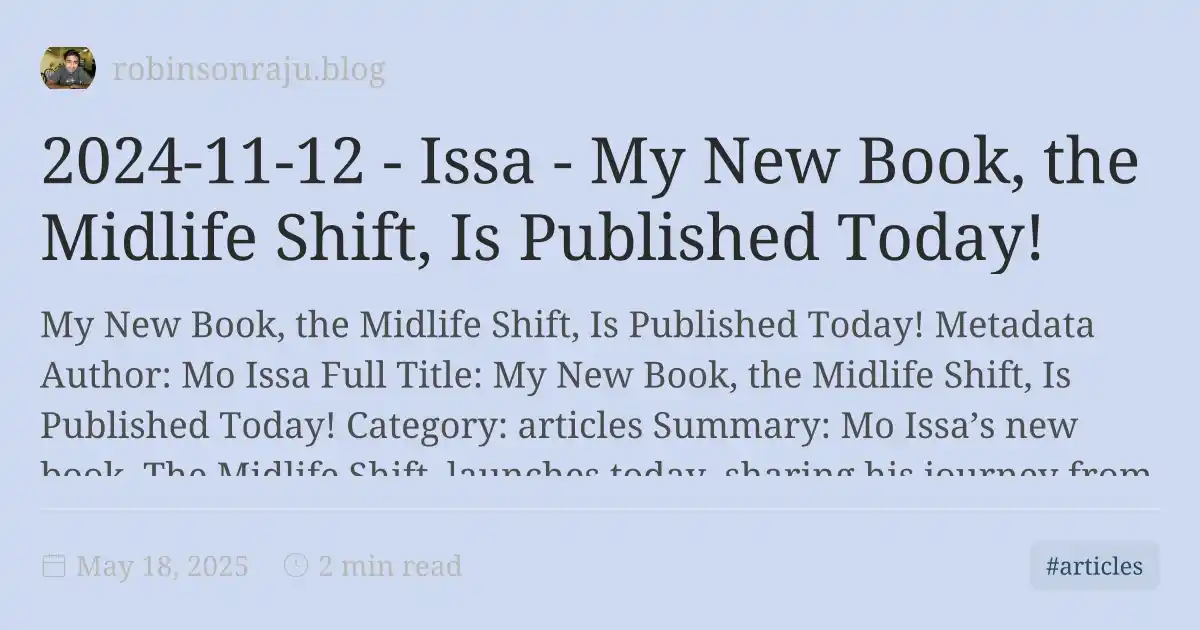 robinsonraju.blog
2024-11-12 - Issa - My New Book, the
Midlife Shift, Is Published Today!
My New Book, the Midlife Shift, Is Published Today! Metadata
Author: Mo Issa Full Title: My New Book, the Midlife Shift, Is
Published Today! Category: articles Summary: Mo Issa’s new
book, The Midlife Shift, launches today, sharing his journey from
May 18, 2025
2 min read
#articles